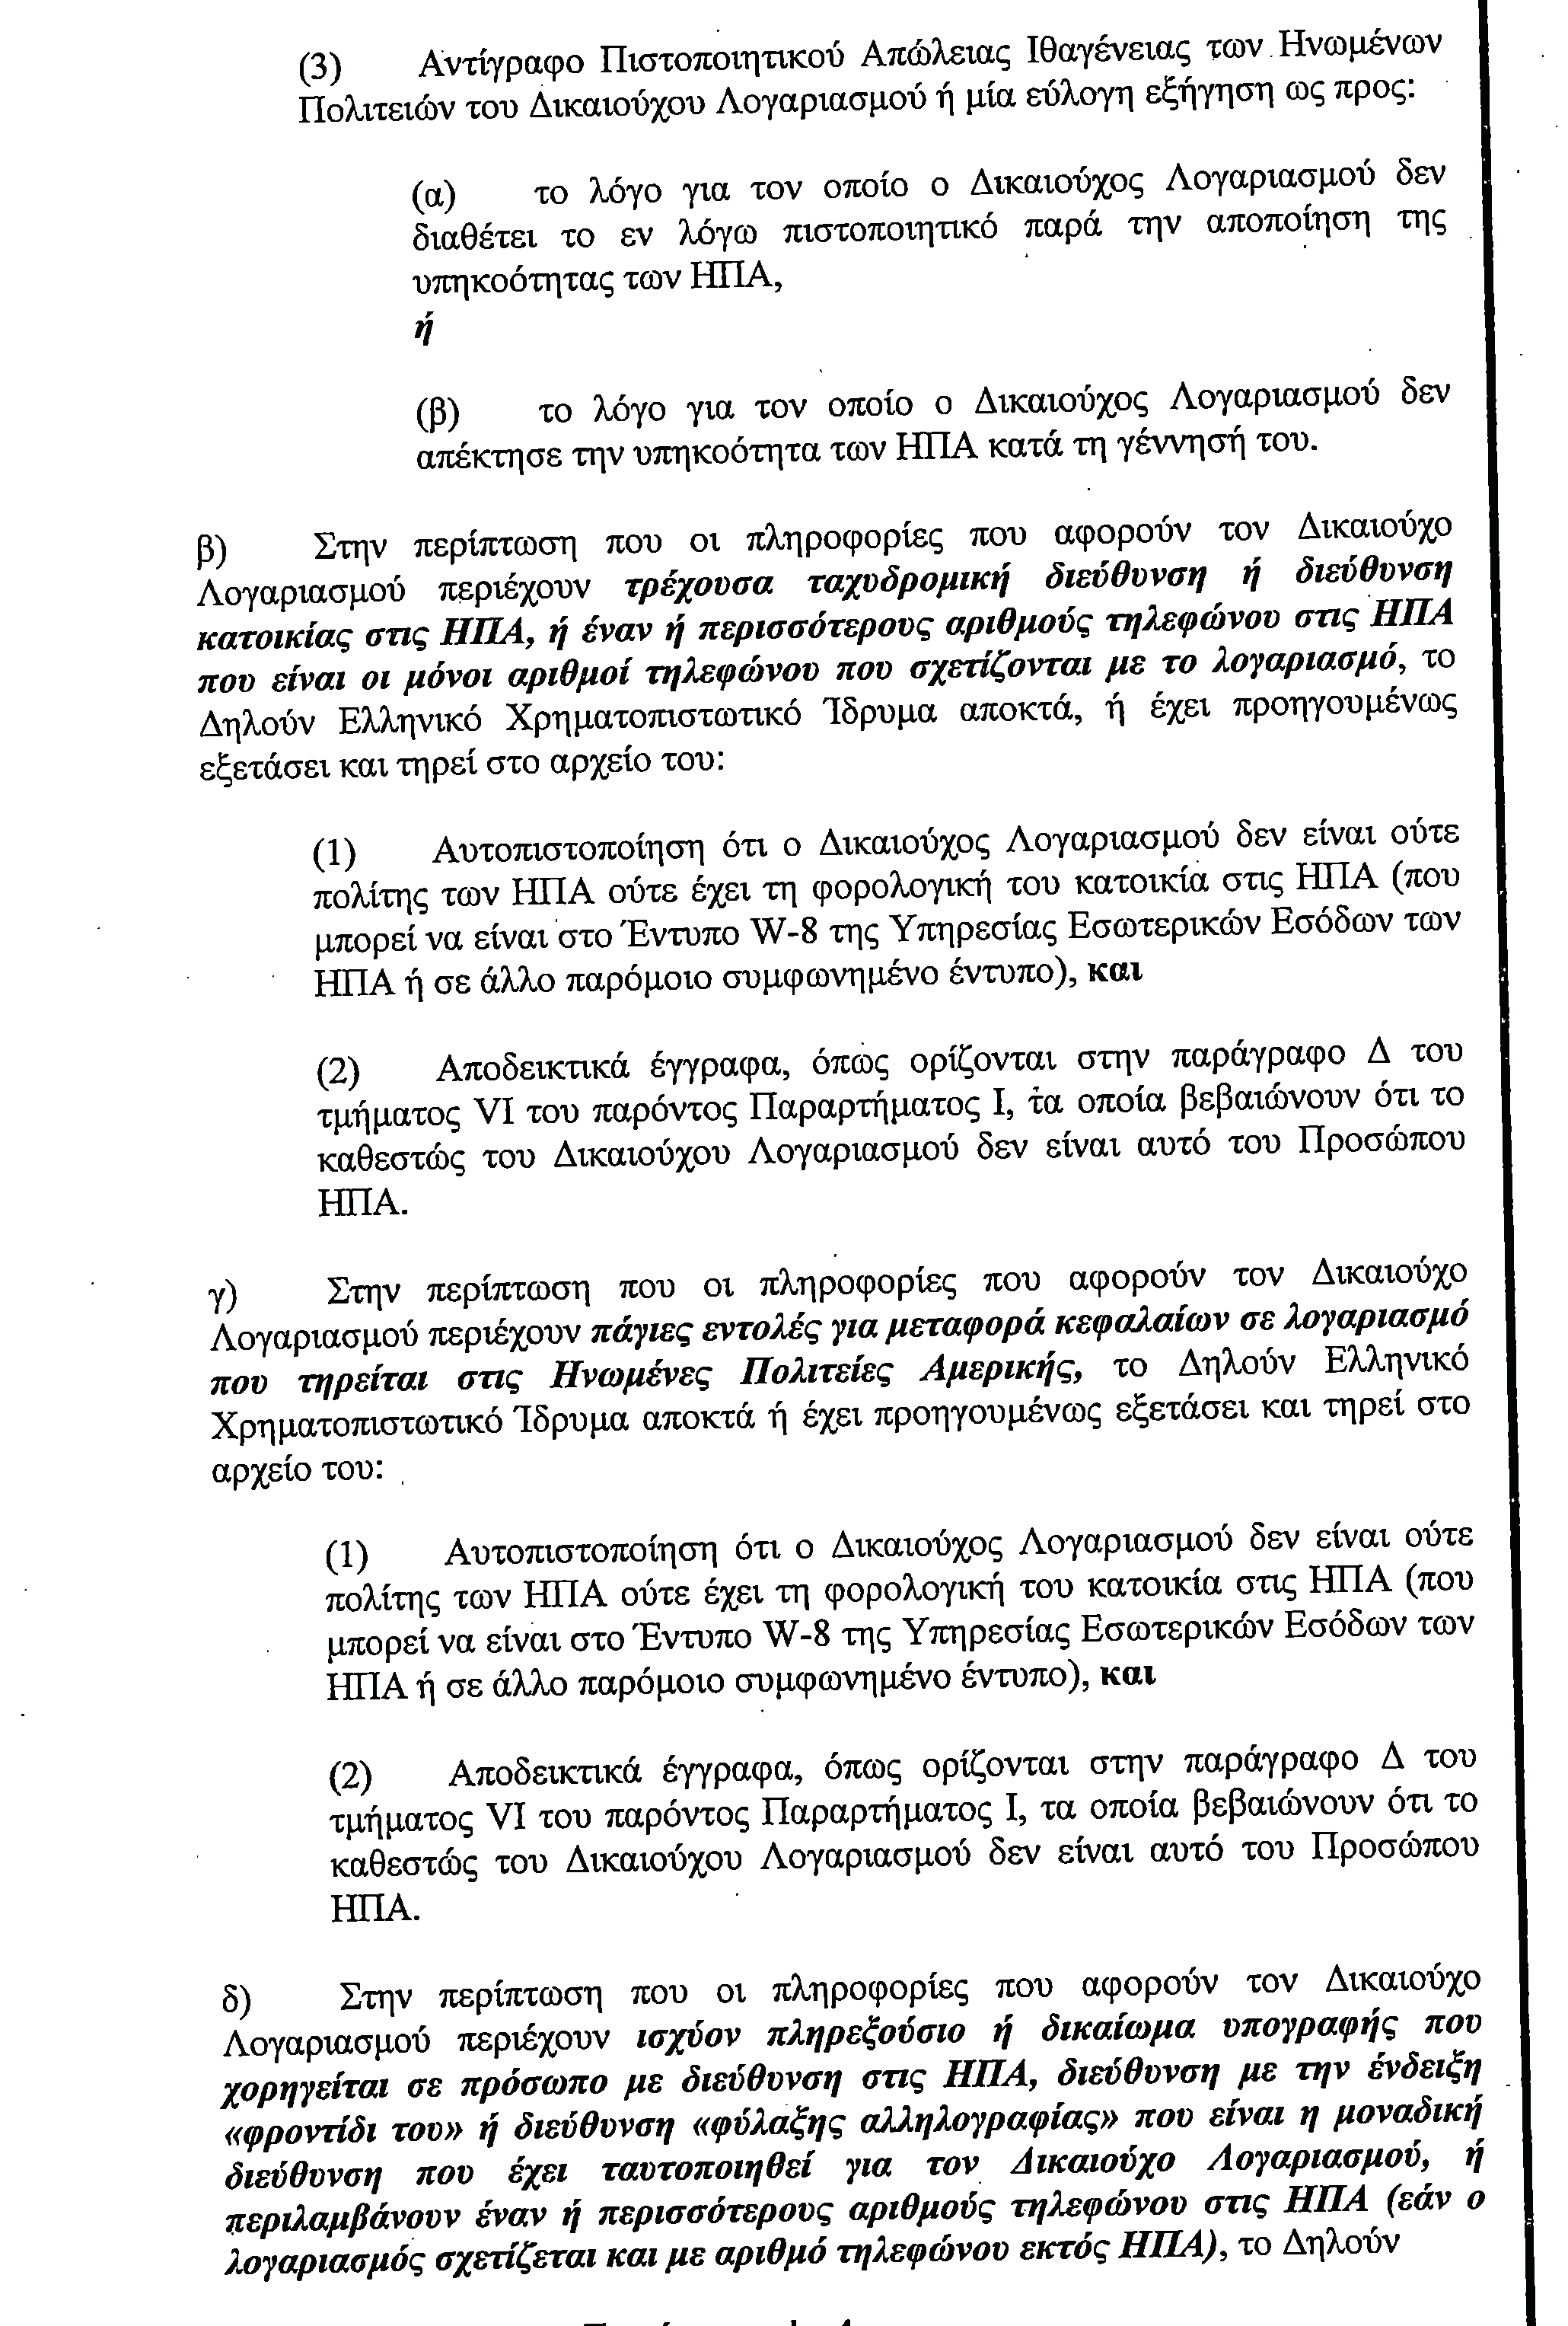 (3) Αντίγραφο Πιστοποιητικού Απώλειας Ιθαγένειας των Ηνωμένων
Πολιτειών του Δικαιούχου Λογαριασμού ή μία εύλογη εξήγηση ως προς:
(α) το λόγο για τον οποίο ο Δικαιούχος Λογαριασμού δεν
διαθέτει το εν λόγω πιστοποιητικό παρά την αποποίηση της
υπηκοότητας των ΗΠΑ,
ή
(β) το λόγο για τον οποίο ο Δικαιούχος Λογαριασμού δεν
απέκτησε την υπηκοότητα των ΗΠΑ κατά τη γέννησή του.
β) Στην περίπτωση που οι πληροφορίες που αφορούν τον Δικαιούχο
Λογαριασμού περιέχουν τρέχουσα ταχυδρομική διεύθυνση ή διεύθυνση
κατοικίας στις ΗΠΑ, ή έναν ή περισσότερους αριθμούς τηλεφώνου στις ΗΠΑ
που είναι οι μόνοι αριθμοί τηλεφώνου που σχετίζονται με το λογαριασμό, το
Δηλούν Ελληνικό Χρηματοπιστωτικό Ίδρυμα αποκτά, ή έχει προηγουμένως
εξετάσει και τηρεί στο αρχείο του:
(1) Αυτοπιστοποίηση ότι ο Δικαιούχος Λογαριασμού δεν είναι ούτε
πολίτης των ΗΠΑ ούτε έχει τη φορολογική του κατοικία στις ΗΠΑ (που
μπορεί να είναι στο Έντυπο W-8 της Υπηρεσίας Εσωτερικών Εσόδων των
ΗΠΑ ή σε άλλο παρόμοιο συμφωνημένο έντυπο), και
(2) Αποδεικτικά έγγραφα, όπως ορίζονται στην παράγραφο Δ του
τμήματος VI του παρόντος Παραρτήματος I, τα οποία βεβαιώνουν ότι το
καθεστώς του Δικαιούχου Λογαριασμού δεν είναι αυτό του Προσώπου
ΗΠΑ.
γ) Στην περίπτωση που οι πληροφορίες που αφορούν τον Δικαιούχο
Λογαριασμού περιέχουν πάγιες εντολές για μεταφορά κεφαλαίων σε λογαριασμό
που τηρείται στις Ηνωμένες Πολιτείες Αμερικής, το Δηλούν Ελληνικό
Χρηματοπιστωτικό Ίδρυμα αποκτά ή έχει προηγουμένως εξετάσει και τηρεί στο
αρχείο του:
(1) Αυτοπιστοποίηση ότι ο Δικαιούχος Λογαριασμού δεν είναι ούτε
πολίτης των ΗΠΑ ούτε έχει τη φορολογική του κατοικία στις ΗΠΑ (που
μπορεί να είναι στο Έντυπο W-8 της Υπηρεσίας Εσωτερικών Εσόδων των
ΗΠΑ ή σε άλλο παρόμοιο συμφωνημένο έντυπο), και
(2) Αποδεικτικά έγγραφα, όπως ορίζονται στην παράγραφο Δ του
τμήματος VI του παρόντος Παραρτήματος I, τα οποία βεβαιώνουν ότι το
καθεστώς του Δικαιούχου Λογαριασμού δεν είναι αυτό του Προσώπου
ΗΠΑ.
δ) Στην περίπτωση που οι πληροφορίες που αφορούν τον Δικαιούχο
Λογαριασμού περιέχουν ισχύον πληρεξούσιο ή δικαίωμα υπογραφής που
χορηγείται σε πρόσωπο με διεύθυνση στις ΗΠΑ, διεύθυνση με την ένδειξη
«φροντίδι του» ή διεύθυνση «φύλαξης αλληλογραφίας» που είναι η μοναδική
διεύθυνση που έχει ταυτοποιηθεί για τον Δικαιούχο Λογαριασμού, ή
περιλαμβάνουν έναν ή περισσότερους αριθμούς τηλεφώνου στις ΗΠΑ (εάν ο
λογαριασμός σχετίζεται και με αριθμό τηλεφώνου εκτός ΗΠΑ), το Δηλούν